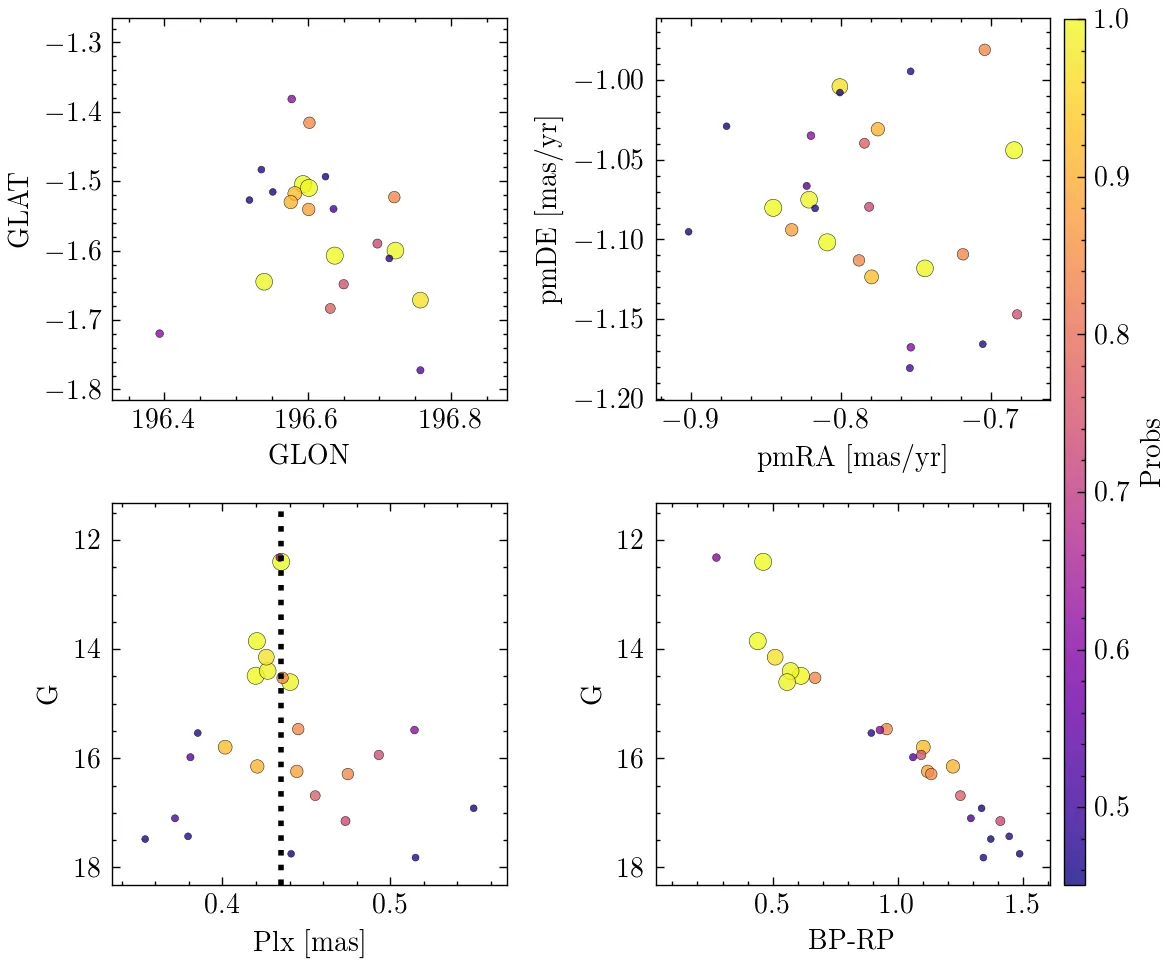 −1.3
−1.4
−1.5
−1.6
−1.7
−1.8
GLAT
196.4 196.6 196.8
GLON
−1.00
−1.05
−1.10
−1.15
−1.20
pmDE [mas/yr]
−0.9 −0.8 −0.7
pmRA [mas/yr]
12
14
16
18
G
0.4 0.5
Plx [mas]
12
14
16
18
G
0.5 1.0 1.5
BP-RP
1.0
0.9
0.8
0.7
0.6
0.5
Probs